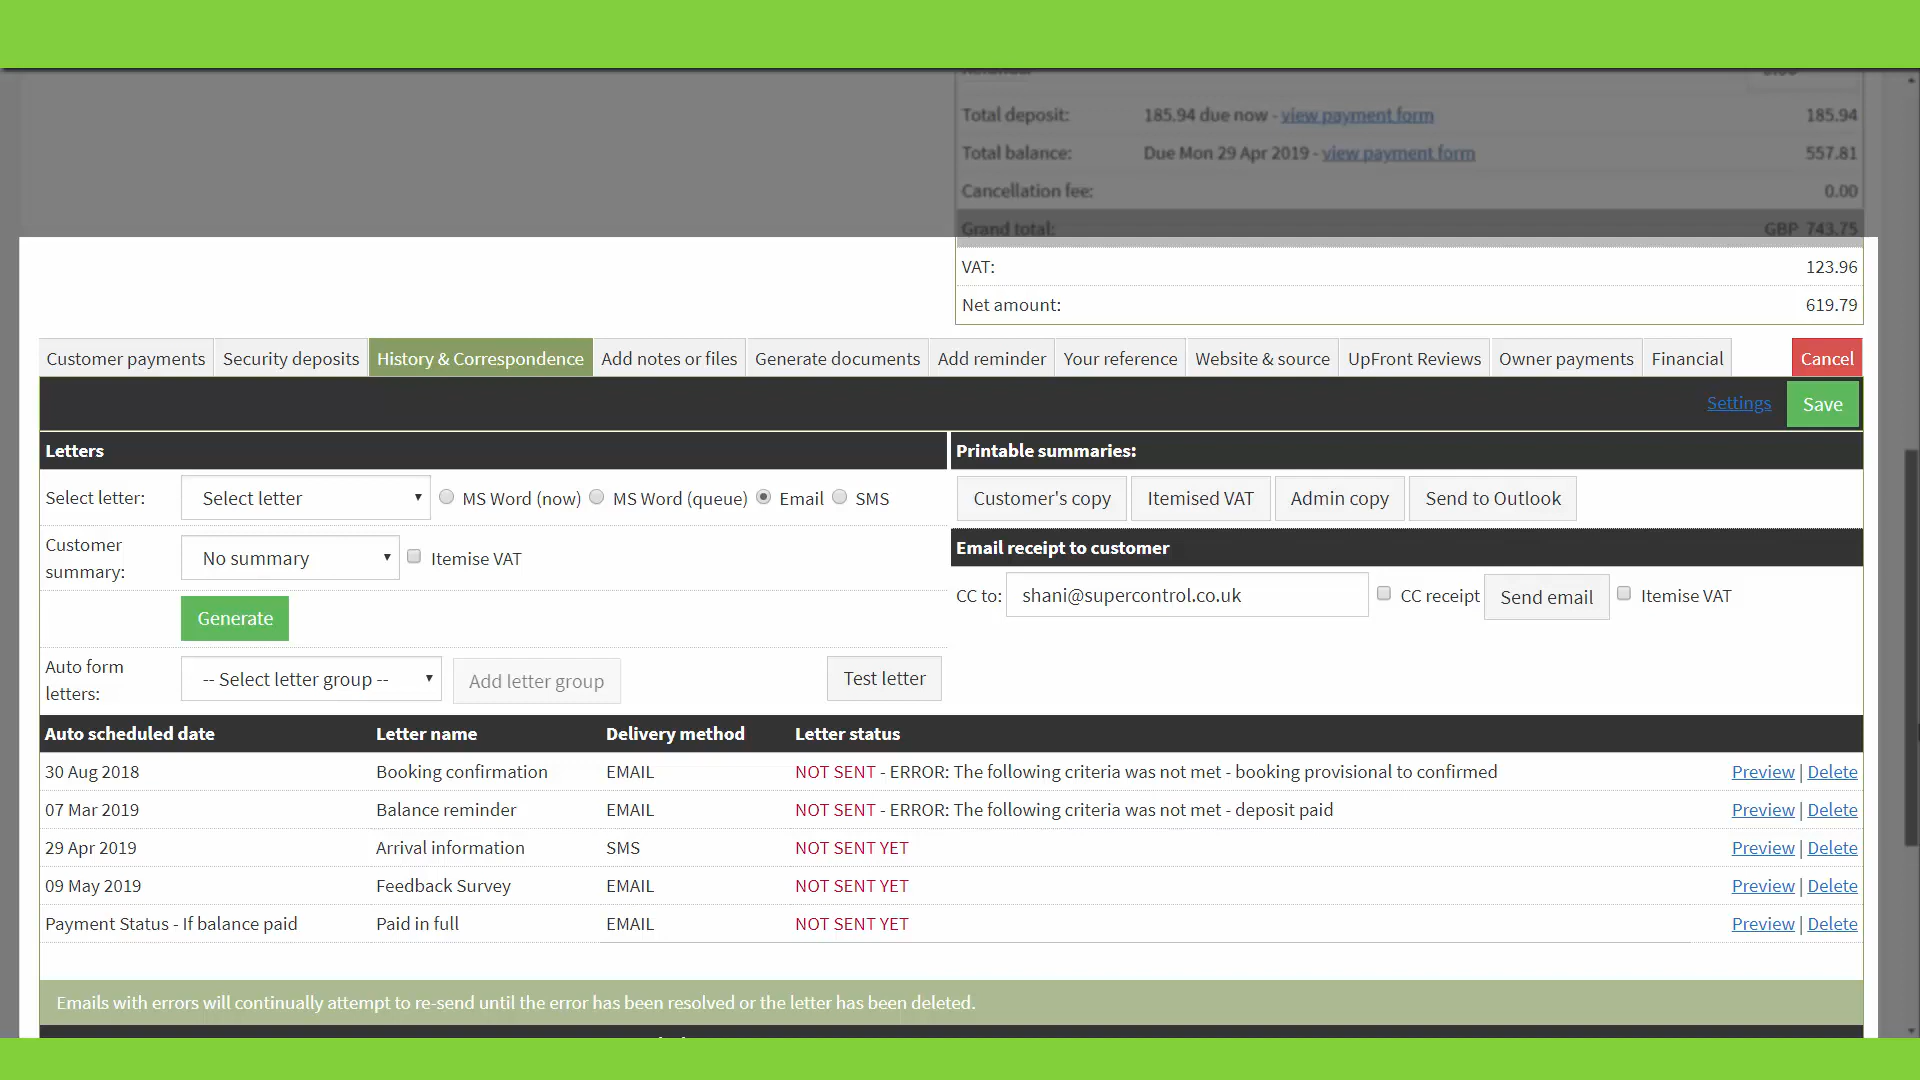 Total deposit: 185.94 due now - view payment form 185.94
Total balance: Due Mon 29 Apr 2019 - view payment form 557.81
Cancellation fee: 0.00
Grand total: GBP 743.75
VAT: 123.96
Net amount: 619.79
Customer payments Security deposits History & Correspondence Add notes or files Generate documents Add reminder Your reference Website & source UpFront Reviews Owner payments Financial Cancel
Settings Save
Letters
Select letter: Select letter MS Word (now) MS Word (queue) Email SMS
Customer summary: No summary Itemise VAT
Generate
Auto form letters: -- Select letter group -- Add letter group Test letter
Printable summaries:
Customer's copy Itemised VAT Admin copy Send to Outlook
Email receipt to customer
CC to: shani@supercontrol.co.uk CC receipt Send email Itemise VAT
Auto scheduled date Letter name Delivery method Letter status
30 Aug 2018 Booking confirmation EMAIL NOT SENT - ERROR: The following criteria was not met - booking provisional to confirmed Preview | Delete
07 Mar 2019 Balance reminder EMAIL NOT SENT - ERROR: The following criteria was not met - deposit paid Preview | Delete
29 Apr 2019 Arrival information SMS NOT SENT YET Preview | Delete
09 May 2019 Feedback Survey EMAIL NOT SENT YET Preview | Delete
Payment Status - If balance paid Paid in full EMAIL NOT SENT YET Preview | Delete
Emails with errors will continually attempt to re-send until the error has been resolved or the letter has been deleted.